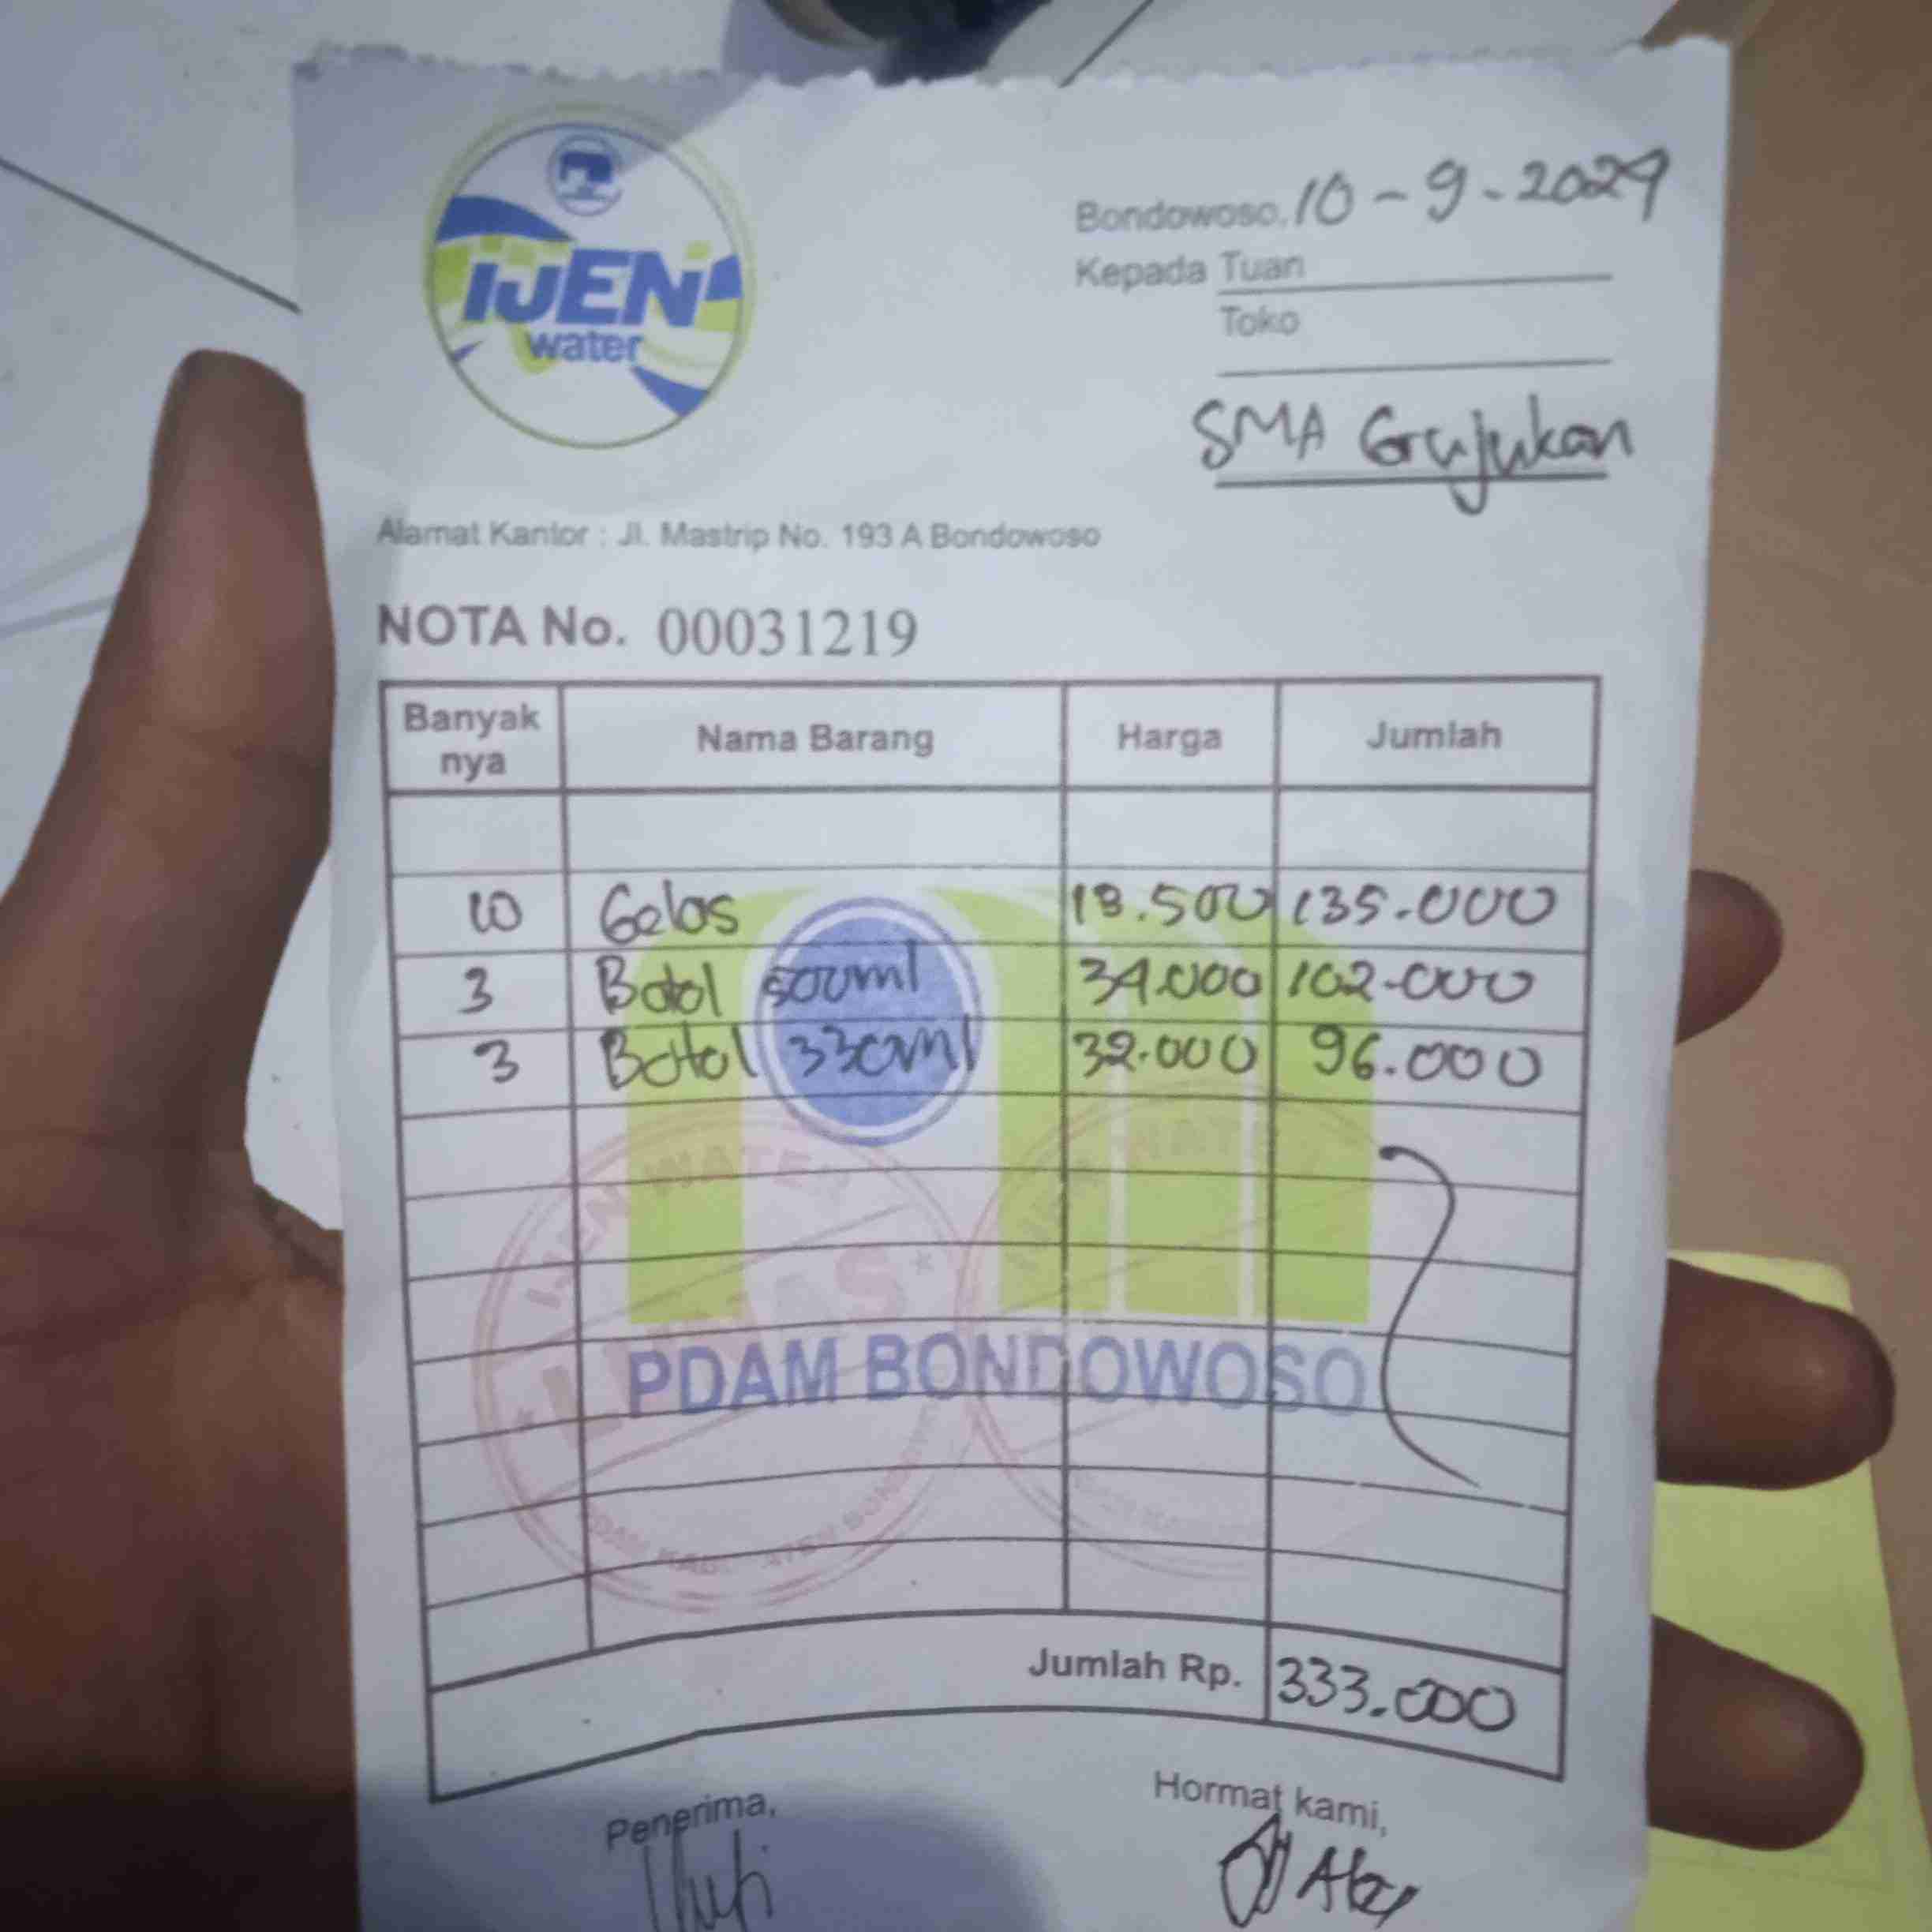 IJEN
water
Bondowoso, 10 - 9 - 2024
Kepada Tuan
Toko
SMA Grujukan
Alamat Kantor : Jl. Mastrip No. 193 A Bondowoso
NOTA No. 00031219
Banyak nya Nama Barang Harga Jumlah
10 Gelas 13.500 135.000
3 Botol 500ml 34.000 102.000
3 Botol 330ml 32.000 96.000
IJEN WATER
LUNAS
PDAM BONDOWOSO
Jumlah Rp. 333.000
Penerima,
Hormat kami,